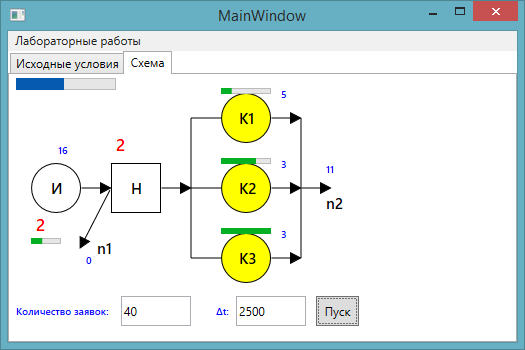 MainWindow
Лабораторные работы
Исходные условия Схема
5
К1
16
2
3
11
И
Н
К2
n2
2
3
n1
0
К3
Количество заявок: 40 Δt: 2500 Пуск